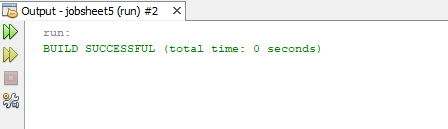 Output - jobsheet5 (run) #2
run:
BUILD SUCCESSFUL (total time: 0 seconds)